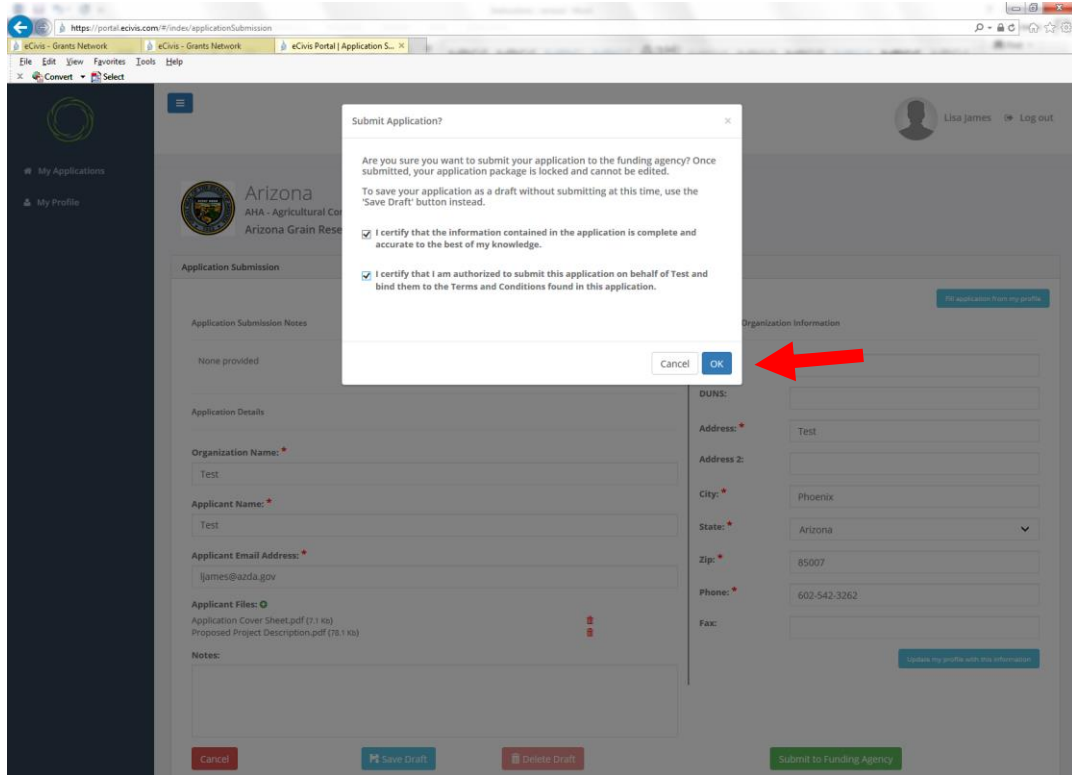 https://portal.ecivis.com/#/index/applicationSubmission
eCivis - Grants Network
eCivis - Grants Network
eCivis Portal | Application S... ×
File Edit View Favorites Tools Help
× Convert Select
Lisa James Log out
My Applications
My Profile
Arizona
AHA - Agricultural Con
Arizona Grain Rese
Submit Application? ×
Are you sure you want to submit your application to the funding agency? Once
submitted, your application package is locked and cannot be edited.
To save your application as a draft without submitting at this time, use the
'Save Draft' button instead.
I certify that the information contained in the application is complete and
accurate to the best of my knowledge.
I certify that I am authorized to submit this application on behalf of Test and
bind them to the Terms and Conditions found in this application.
Cancel OK
Application Submission
Fill application from my profile
Application Submission Notes
None provided
Application Details
Organization Name: *
Test
Applicant Name: *
Test
Applicant Email Address: *
ljames@azda.gov
Applicant Files:
Application Cover Sheet.pdf (7.1 Kb)
Proposed Project Description.pdf (78.1 Kb)
Notes:
Organization Information
DUNS:
Address: * Test
Address 2:
City: * Phoenix
State: * Arizona
Zip: * 85007
Phone: * 602-542-3262
Fax:
Update my profile with this information
Cancel Save Draft Delete Draft Submit to Funding Agency